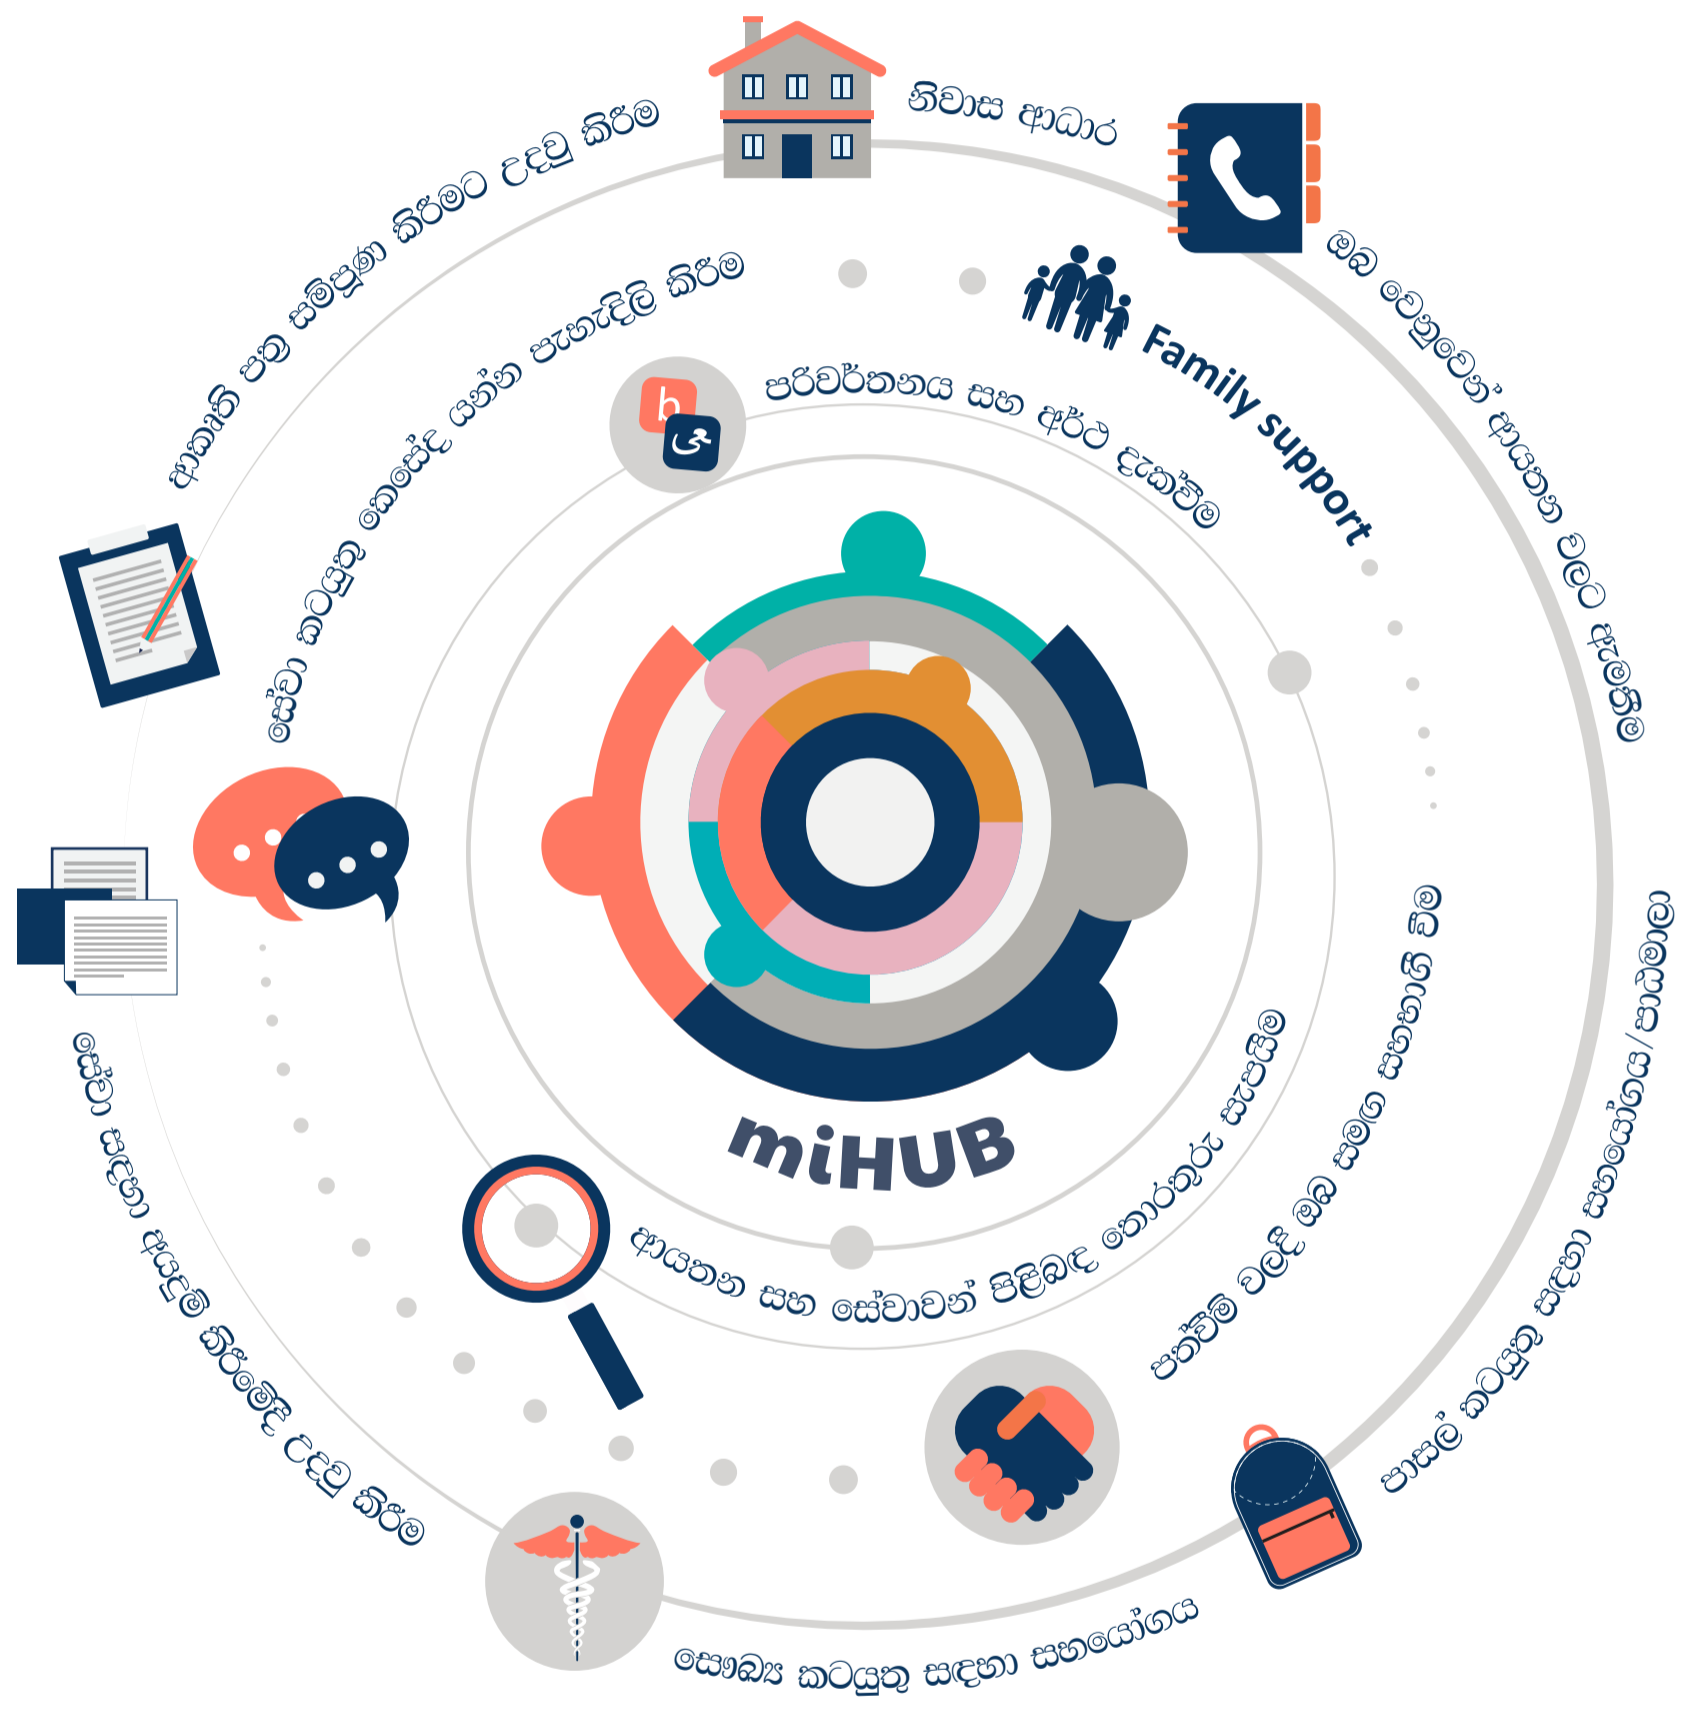 නිවාස ආධාර
ඔබ වෙනුවෙන් ආයතන වලට ඇමතීම
පාසල් කටයුතු සඳහා සහයෝගය/පාඨමාලා
සෞඛ්‍ය කටයුතු සඳහා සහයෝගය
සේවා සඳහා අයදුම් කිරීමේදී උදවු කිරීම
ආකෘති පත්‍ර සම්පූර්ණ කිරීමට උදවු කිරීම
Family support
පත්වීම් වලදී ඔබ සමග සහභාගී වීම
සේවා කටයුතු කෙසේද යන්න පැහැදිලි කිරීම
පරිවර්තනය සහ අර්ථ දැක්වීම
ආයතන සහ සේවාවන් පිළිබඳ තොරතුරු සැපයීම
miHUB